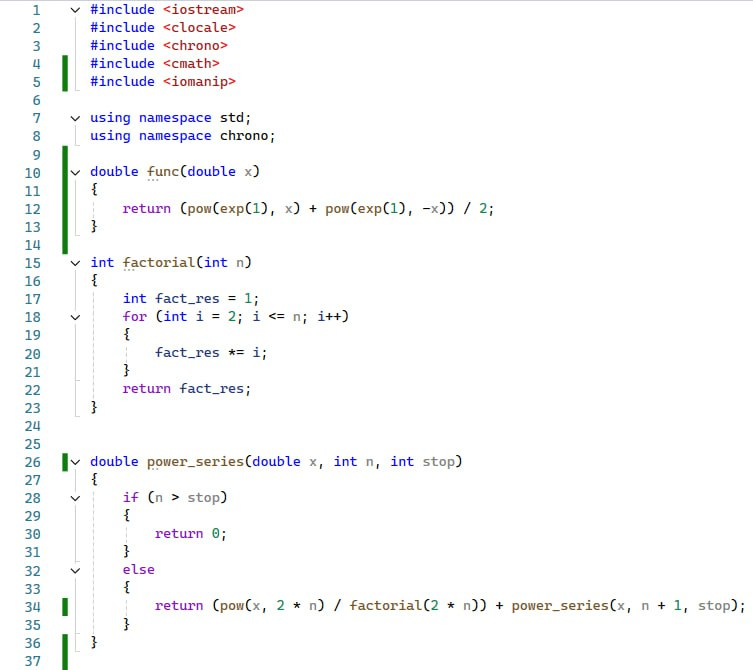 1 #include <iostream>
2 #include <clocale>
3 #include <chrono>
4 #include <cmath>
5 #include <iomanip>
6
7 using namespace std;
8 using namespace chrono;
9
10 double func(double x)
11 {
12     return (pow(exp(1), x) + pow(exp(1), -x)) / 2;
13 }
14
15 int factorial(int n)
16 {
17     int fact_res = 1;
18     for (int i = 2; i <= n; i++)
19     {
20         fact_res *= i;
21     }
22     return fact_res;
23 }
24
25
26 double power_series(double x, int n, int stop)
27 {
28     if (n > stop)
29     {
30         return 0;
31     }
32     else
33     {
34         return (pow(x, 2 * n) / factorial(2 * n)) + power_series(x, n + 1, stop);
35     }
36 }
37